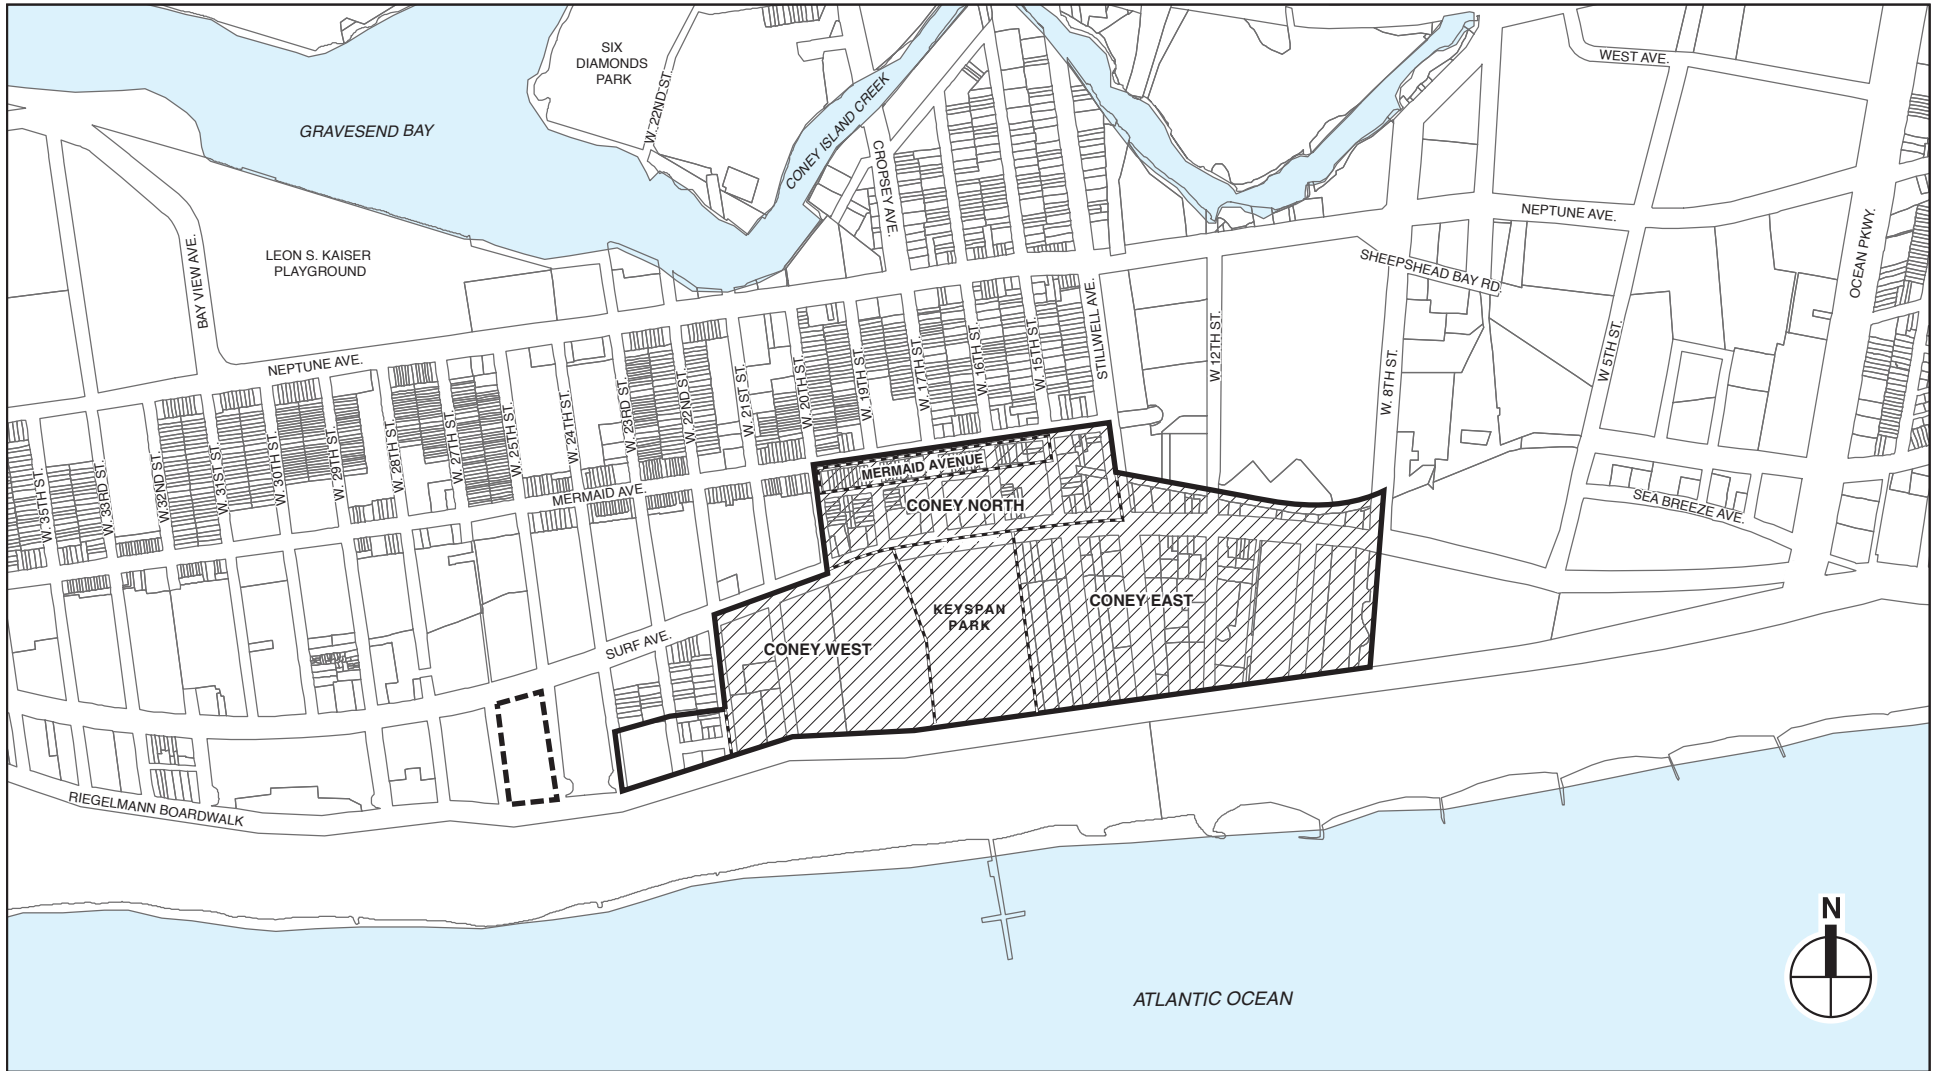 SIX
DIAMONDS
PARK
W. 22ND ST.
WEST AVE.
GRAVESEND BAY
CONEY ISLAND CREEK
CROPSEY AVE.
NEPTUNE AVE.
OCEAN PKWY.
LEON S. KAISER
PLAYGROUND
BAY VIEW AVE.
SHEEPSHEAD BAY RD.
STILLWELL AVE.
W 12TH ST.
W. 8TH ST.
W 5TH ST.
NEPTUNE AVE.
W. 35TH ST.
W. 33RD ST.
W.32ND ST.
W. 31ST ST.
W. 30TH ST.
W. 29TH ST.
W. 28TH ST.
W. 27TH ST.
W. 25TH ST.
W. 24TH ST.
W. 23RD ST.
W. 22ND ST.
W. 21ST ST.
W. 20TH ST.
W. 19TH ST.
W. 17TH ST.
W. 16TH ST.
W. 15TH ST.
MERMAID AVE.
MERMAID AVENUE
CONEY NORTH
SEA BREEZE AVE.
SURF AVE.
CONEY WEST
KEYSPAN
PARK
CONEY EAST
RIEGELMANN BOARDWALK
N
ATLANTIC OCEAN